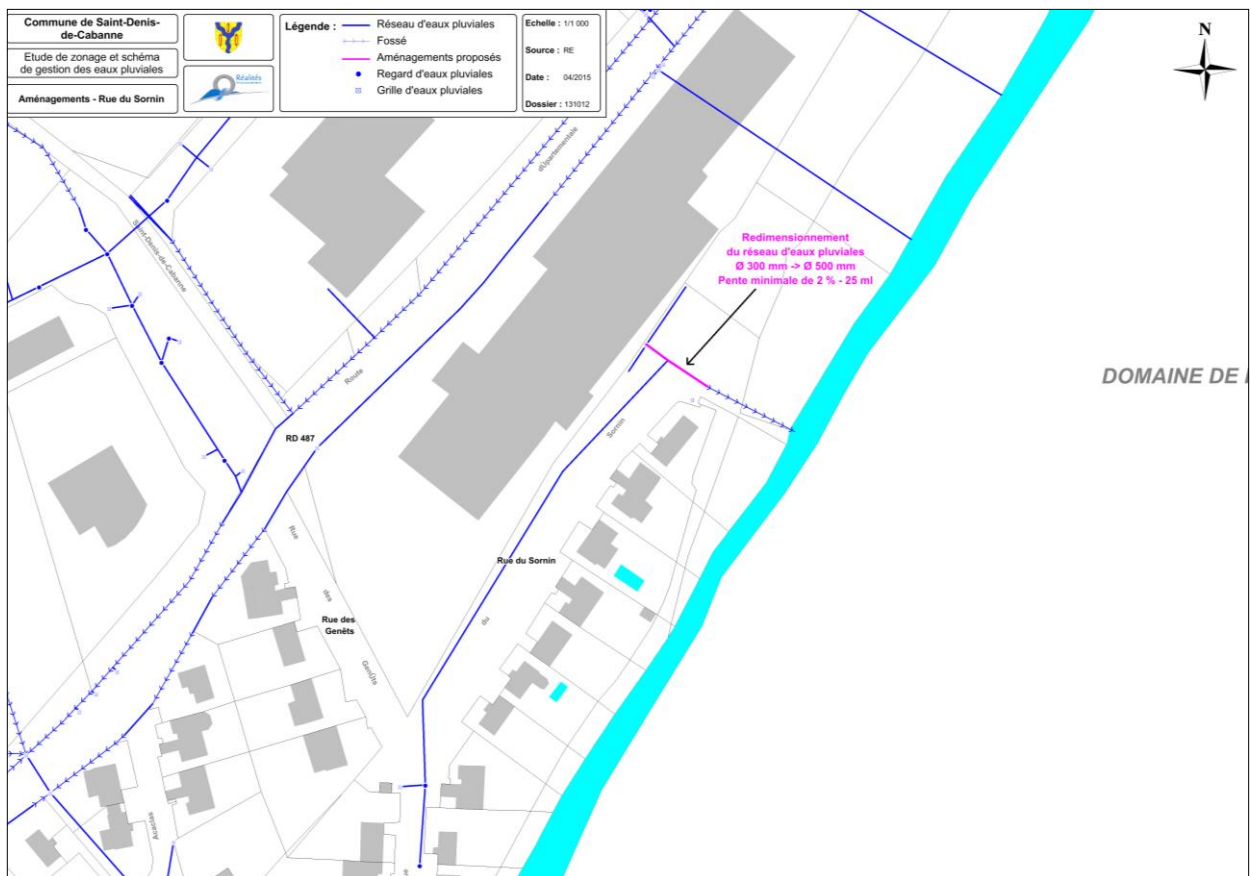 Commune de Saint-Denis-
de-Cabanne
Etude de zonage et schéma
de gestion des eaux pluviales
Aménagements - Rue du Sornin
Réalités
Légende :
Réseau d'eaux pluviales
Fossé
Aménagements proposés
Regard d'eaux pluviales
Grille d'eaux pluviales
Echelle : 1/1 000
Source : RE
Date : 04/2015
Dossier : 131012
N
dÚpartementale
Saint-Denis-de-Cabanne
Redimensionnement
du réseau d'eaux pluviales
Ø 300 mm -> Ø 500 mm
Pente minimale de 2 % - 25 ml
DOMAINE DE
Route
RD 487
Sornin
Rue
Rue du Sornin
des
Rue des
Genêts
du
GenÛts
Acacias